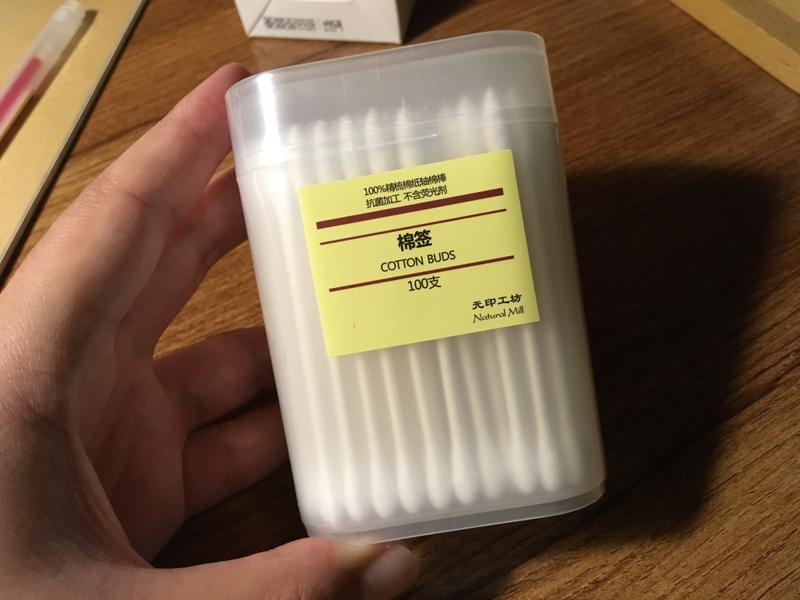 100%精梳棉纸轴棉棒
抗菌加工 不含荧光剂
棉签
COTTON BUDS
100支
无印工坊
Natural Mill